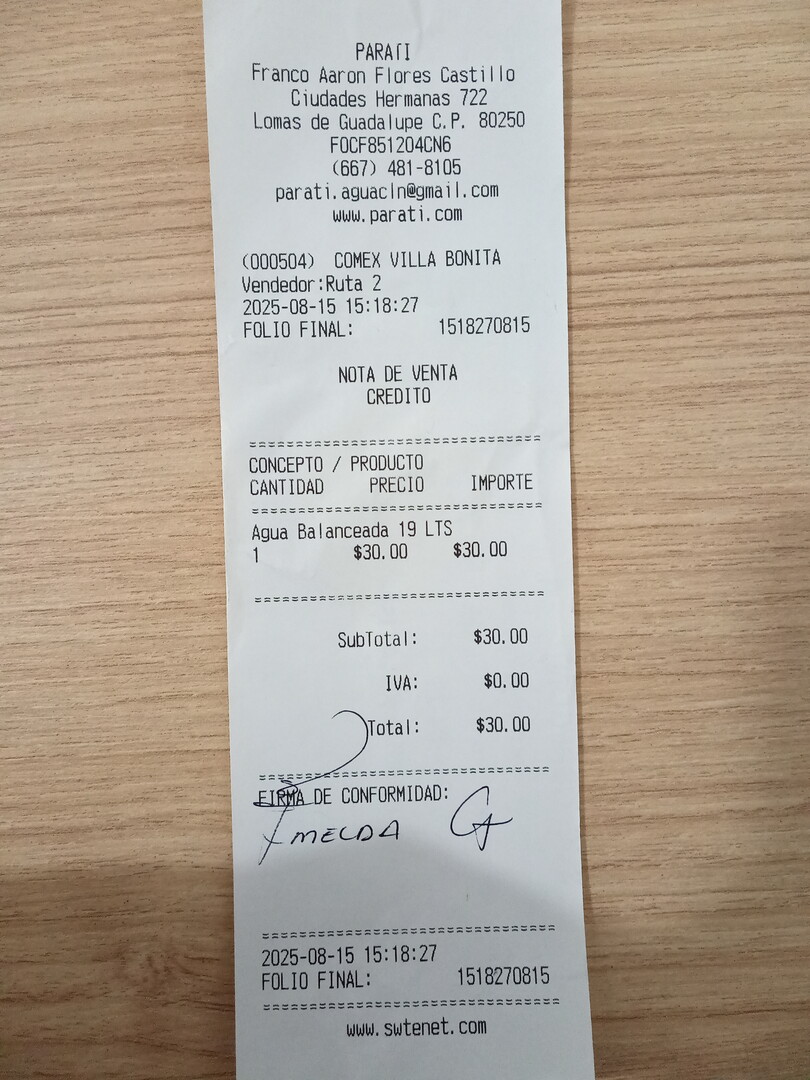 PARATI
Franco Aaron Flores Castillo
Ciudades Hermanas 722
Lomas de Guadalupe C.P. 80250
FOCF851204CN6
(667) 481-8105
parati.aguacln@gmail.com
www.parati.com
(000504) COMEX VILLA BONITA
Vendedor:Ruta 2
2025-08-15 15:18:27
FOLIO FINAL: 1518270815
NOTA DE VENTA
CREDITO
==============================
CONCEPTO / PRODUCTO
CANTIDAD PRECIO IMPORTE
==============================
Agua Balanceada 19 LTS
1 $30.00 $30.00
==============================
SubTotal: $30.00
IVA: $0.00
Total: $30.00
==============================
FIRMA DE CONFORMIDAD:
IMELDA G
==============================
2025-08-15 15:18:27
FOLIO FINAL: 1518270815
==============================
www.swtenet.com